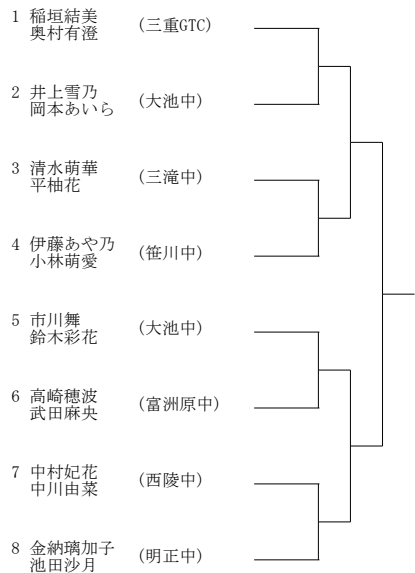 1 稲垣結美 (三重GTC)
奥村有澄
2 井上雪乃 (大池中)
岡本あいら
3 清水萌華 (三滝中)
平柚花
4 伊藤あや乃 (笹川中)
小林萌愛
5 市川舞 (大池中)
鈴木彩花
6 高崎穂波 (富洲原中)
武田麻央
7 中村妃花 (西陵中)
中川由菜
8 金納璃加子 (明正中)
池田沙月